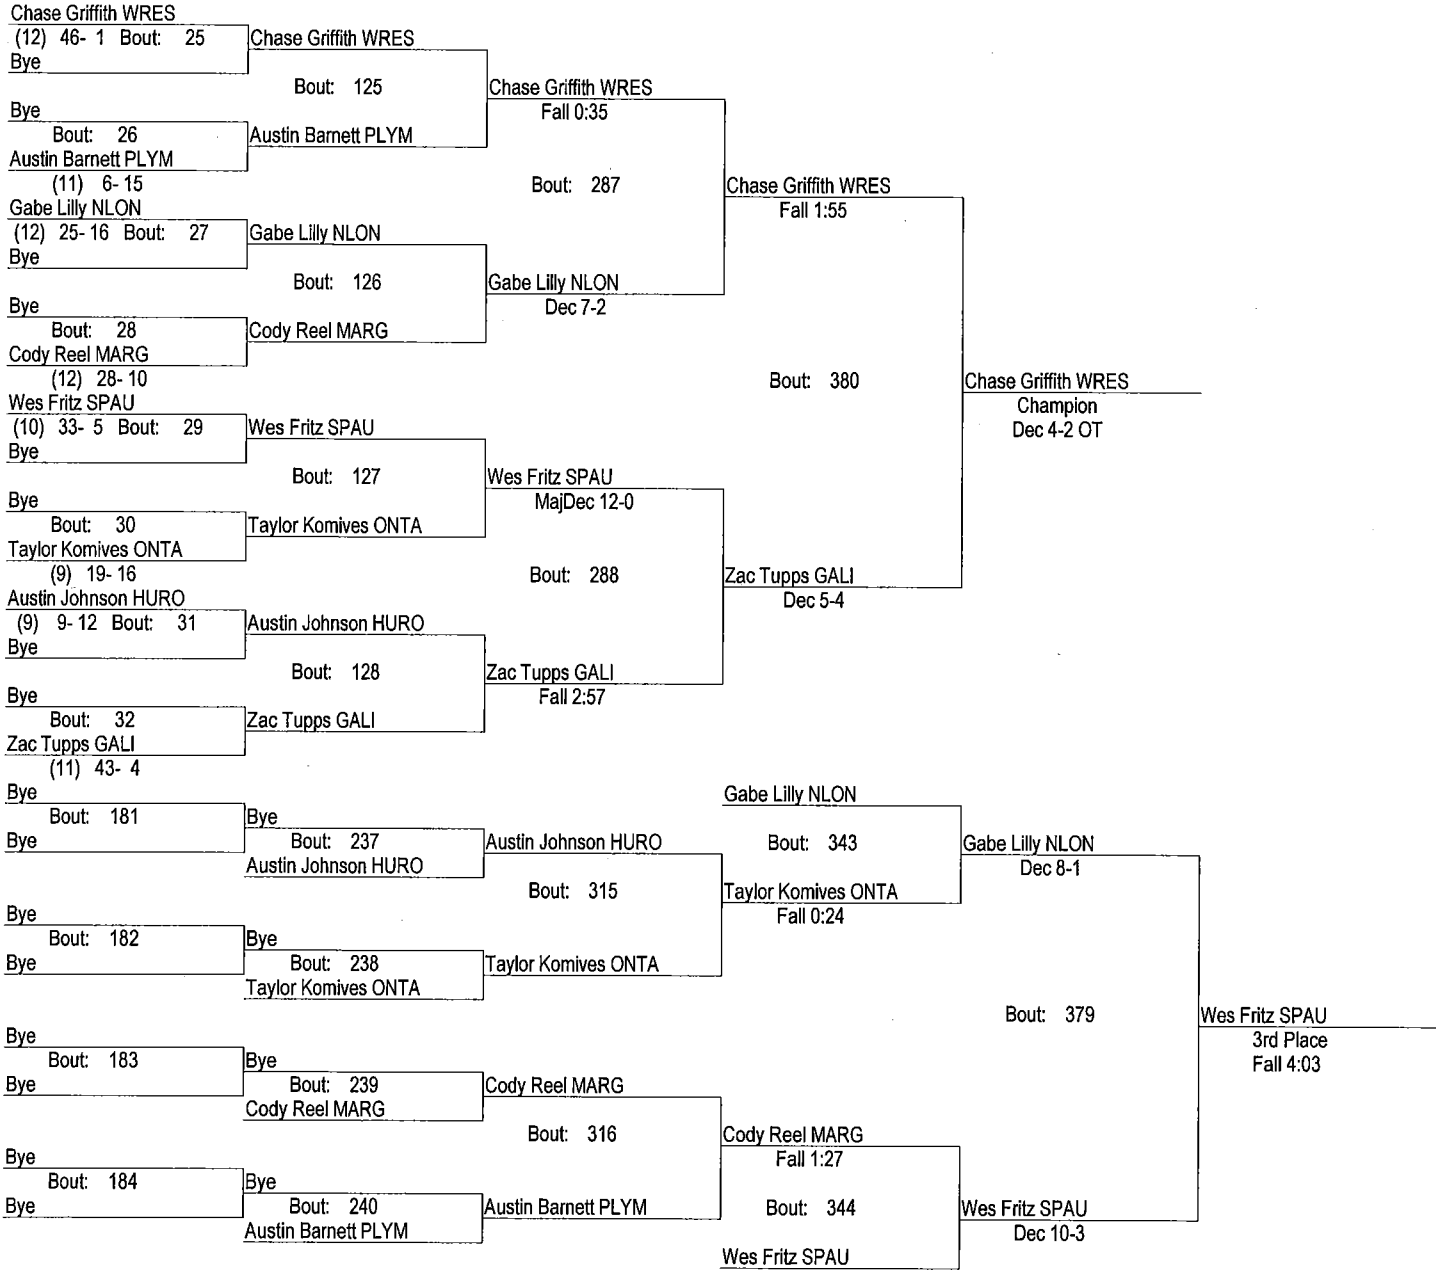 Chase Griffith WRES
(12) 46- 1 Bout: 25
Chase Griffith WRES
Bye
Bout: 125
Chase Griffith WRES
Fall 0:35
Bye
Bout: 26
Austin Barnett PLYM
Austin Barnett PLYM
(11) 6- 15
Bout: 287
Chase Griffith WRES
Fall 1:55
Gabe Lilly NLON
(12) 25- 16 Bout: 27
Gabe Lilly NLON
Bye
Bout: 126
Gabe Lilly NLON
Dec 7-2
Bye
Bout: 28
Cody Reel MARG
Cody Reel MARG
(12) 28- 10
Bout: 380
Chase Griffith WRES
Champion
Dec 4-2 OT
Wes Fritz SPAU
(10) 33- 5 Bout: 29
Wes Fritz SPAU
Bye
Bout: 127
Wes Fritz SPAU
MajDec 12-0
Bye
Bout: 30
Taylor Komives ONTA
Taylor Komives ONTA
(9) 19- 16
Bout: 288
Zac Tupps GALI
Dec 5-4
Austin Johnson HURO
(9) 9- 12 Bout: 31
Austin Johnson HURO
Bye
Bout: 128
Zac Tupps GALI
Fall 2:57
Bye
Bout: 32
Zac Tupps GALI
Zac Tupps GALI
(11) 43- 4
Bye
Bout: 181
Bye
Bye
Bout: 237
Austin Johnson HURO
Austin Johnson HURO
Gabe Lilly NLON
Bout: 343
Gabe Lilly NLON
Dec 8-1
Bout: 315
Taylor Komives ONTA
Fall 0:24
Bye
Bout: 182
Bye
Bye
Bout: 238
Taylor Komives ONTA
Taylor Komives ONTA
Bout: 379
Wes Fritz SPAU
3rd Place
Fall 4:03
Bye
Bout: 183
Bye
Bye
Bout: 239
Cody Reel MARG
Cody Reel MARG
Bout: 316
Cody Reel MARG
Fall 1:27
Bye
Bout: 184
Bye
Bye
Bout: 240
Austin Barnett PLYM
Austin Barnett PLYM
Bout: 344
Wes Fritz SPAU
Dec 10-3
Wes Fritz SPAU